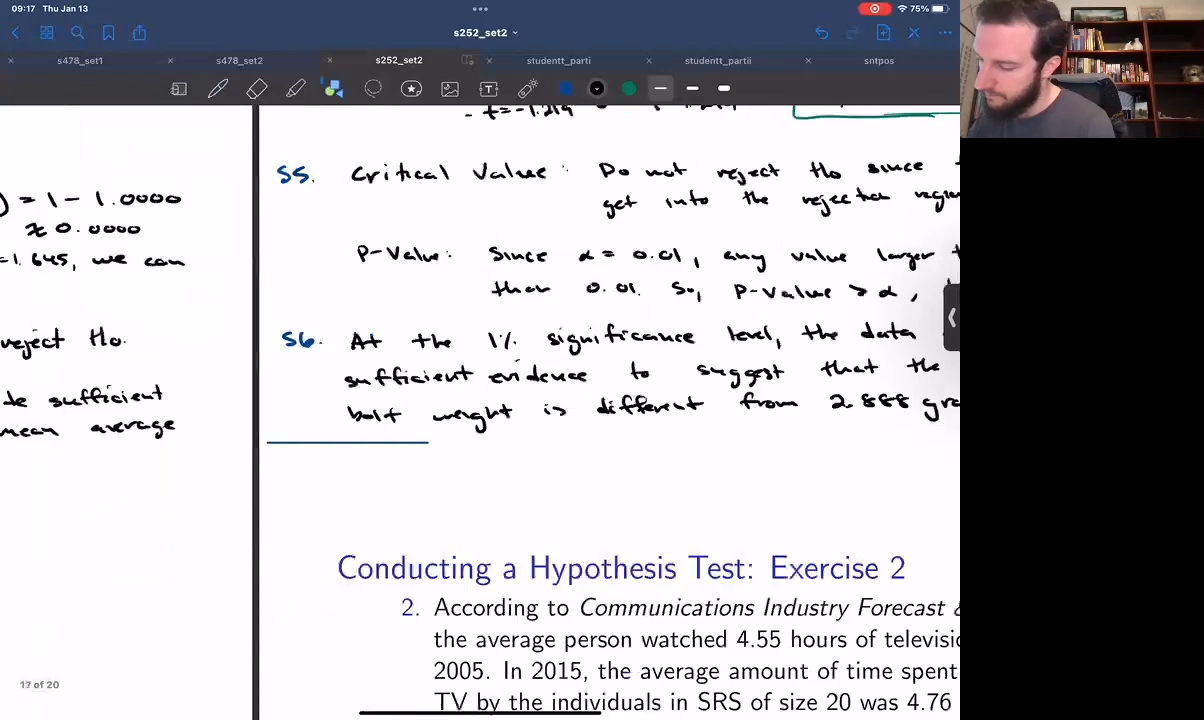 09:17 Thu Jan 13
75%
s252_set2
s478_set1
s478_set2
s252_set2
studentt_parti
studentt_partii
sntpos
- t=-1.219
) = 1 - 1.0000
≈ 0.0000
=1.645, we can
reject Ho.
de sufficient
mean average
17 of 20
S5. Critical Value: Do not reject Ho since
get into the rejection region
P-Value: Since α = 0.01, any value larger
than 0.01. So, P-Value > α,
S6. At the 1% significance level, the data
sufficient evidence to suggest that the
bolt weight is different from 2.888 gra
Conducting a Hypothesis Test: Exercise 2
2. According to Communications Industry Forecast &
the average person watched 4.55 hours of televisio
2005. In 2015, the average amount of time spent
TV by the individuals in SRS of size 20 was 4.76